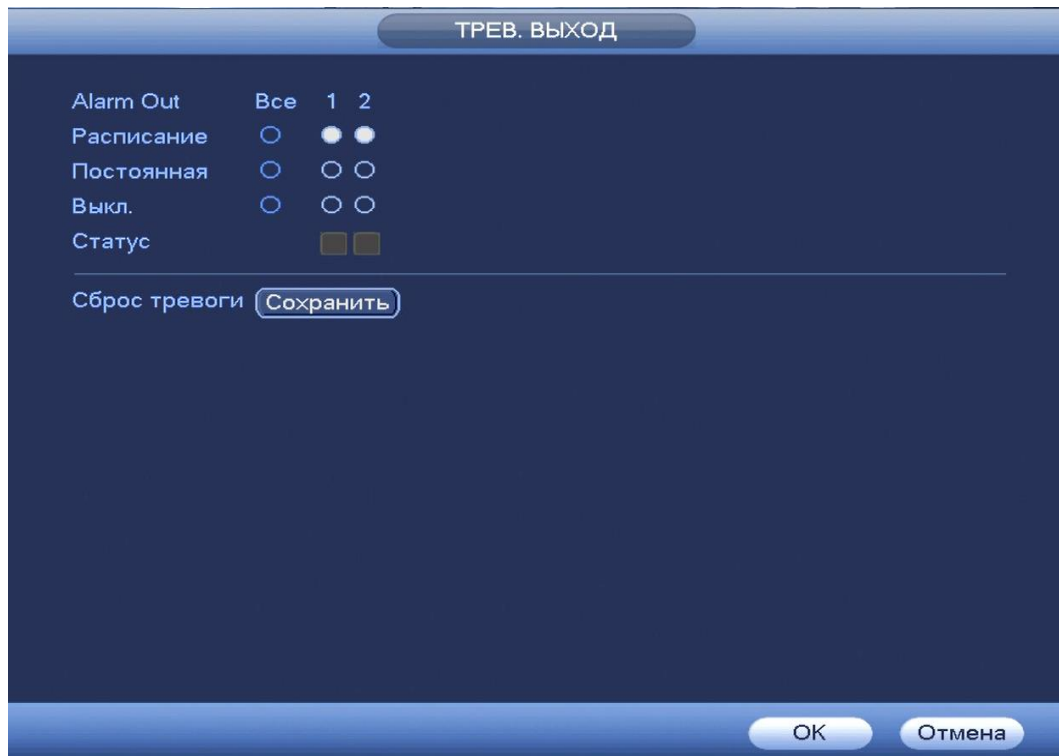 ТРЕВ. ВЫХОД
Alarm Out Все 1 2
Расписание
Постоянная
Выкл.
Статус
Сброс тревоги Сохранить
OK Отмена